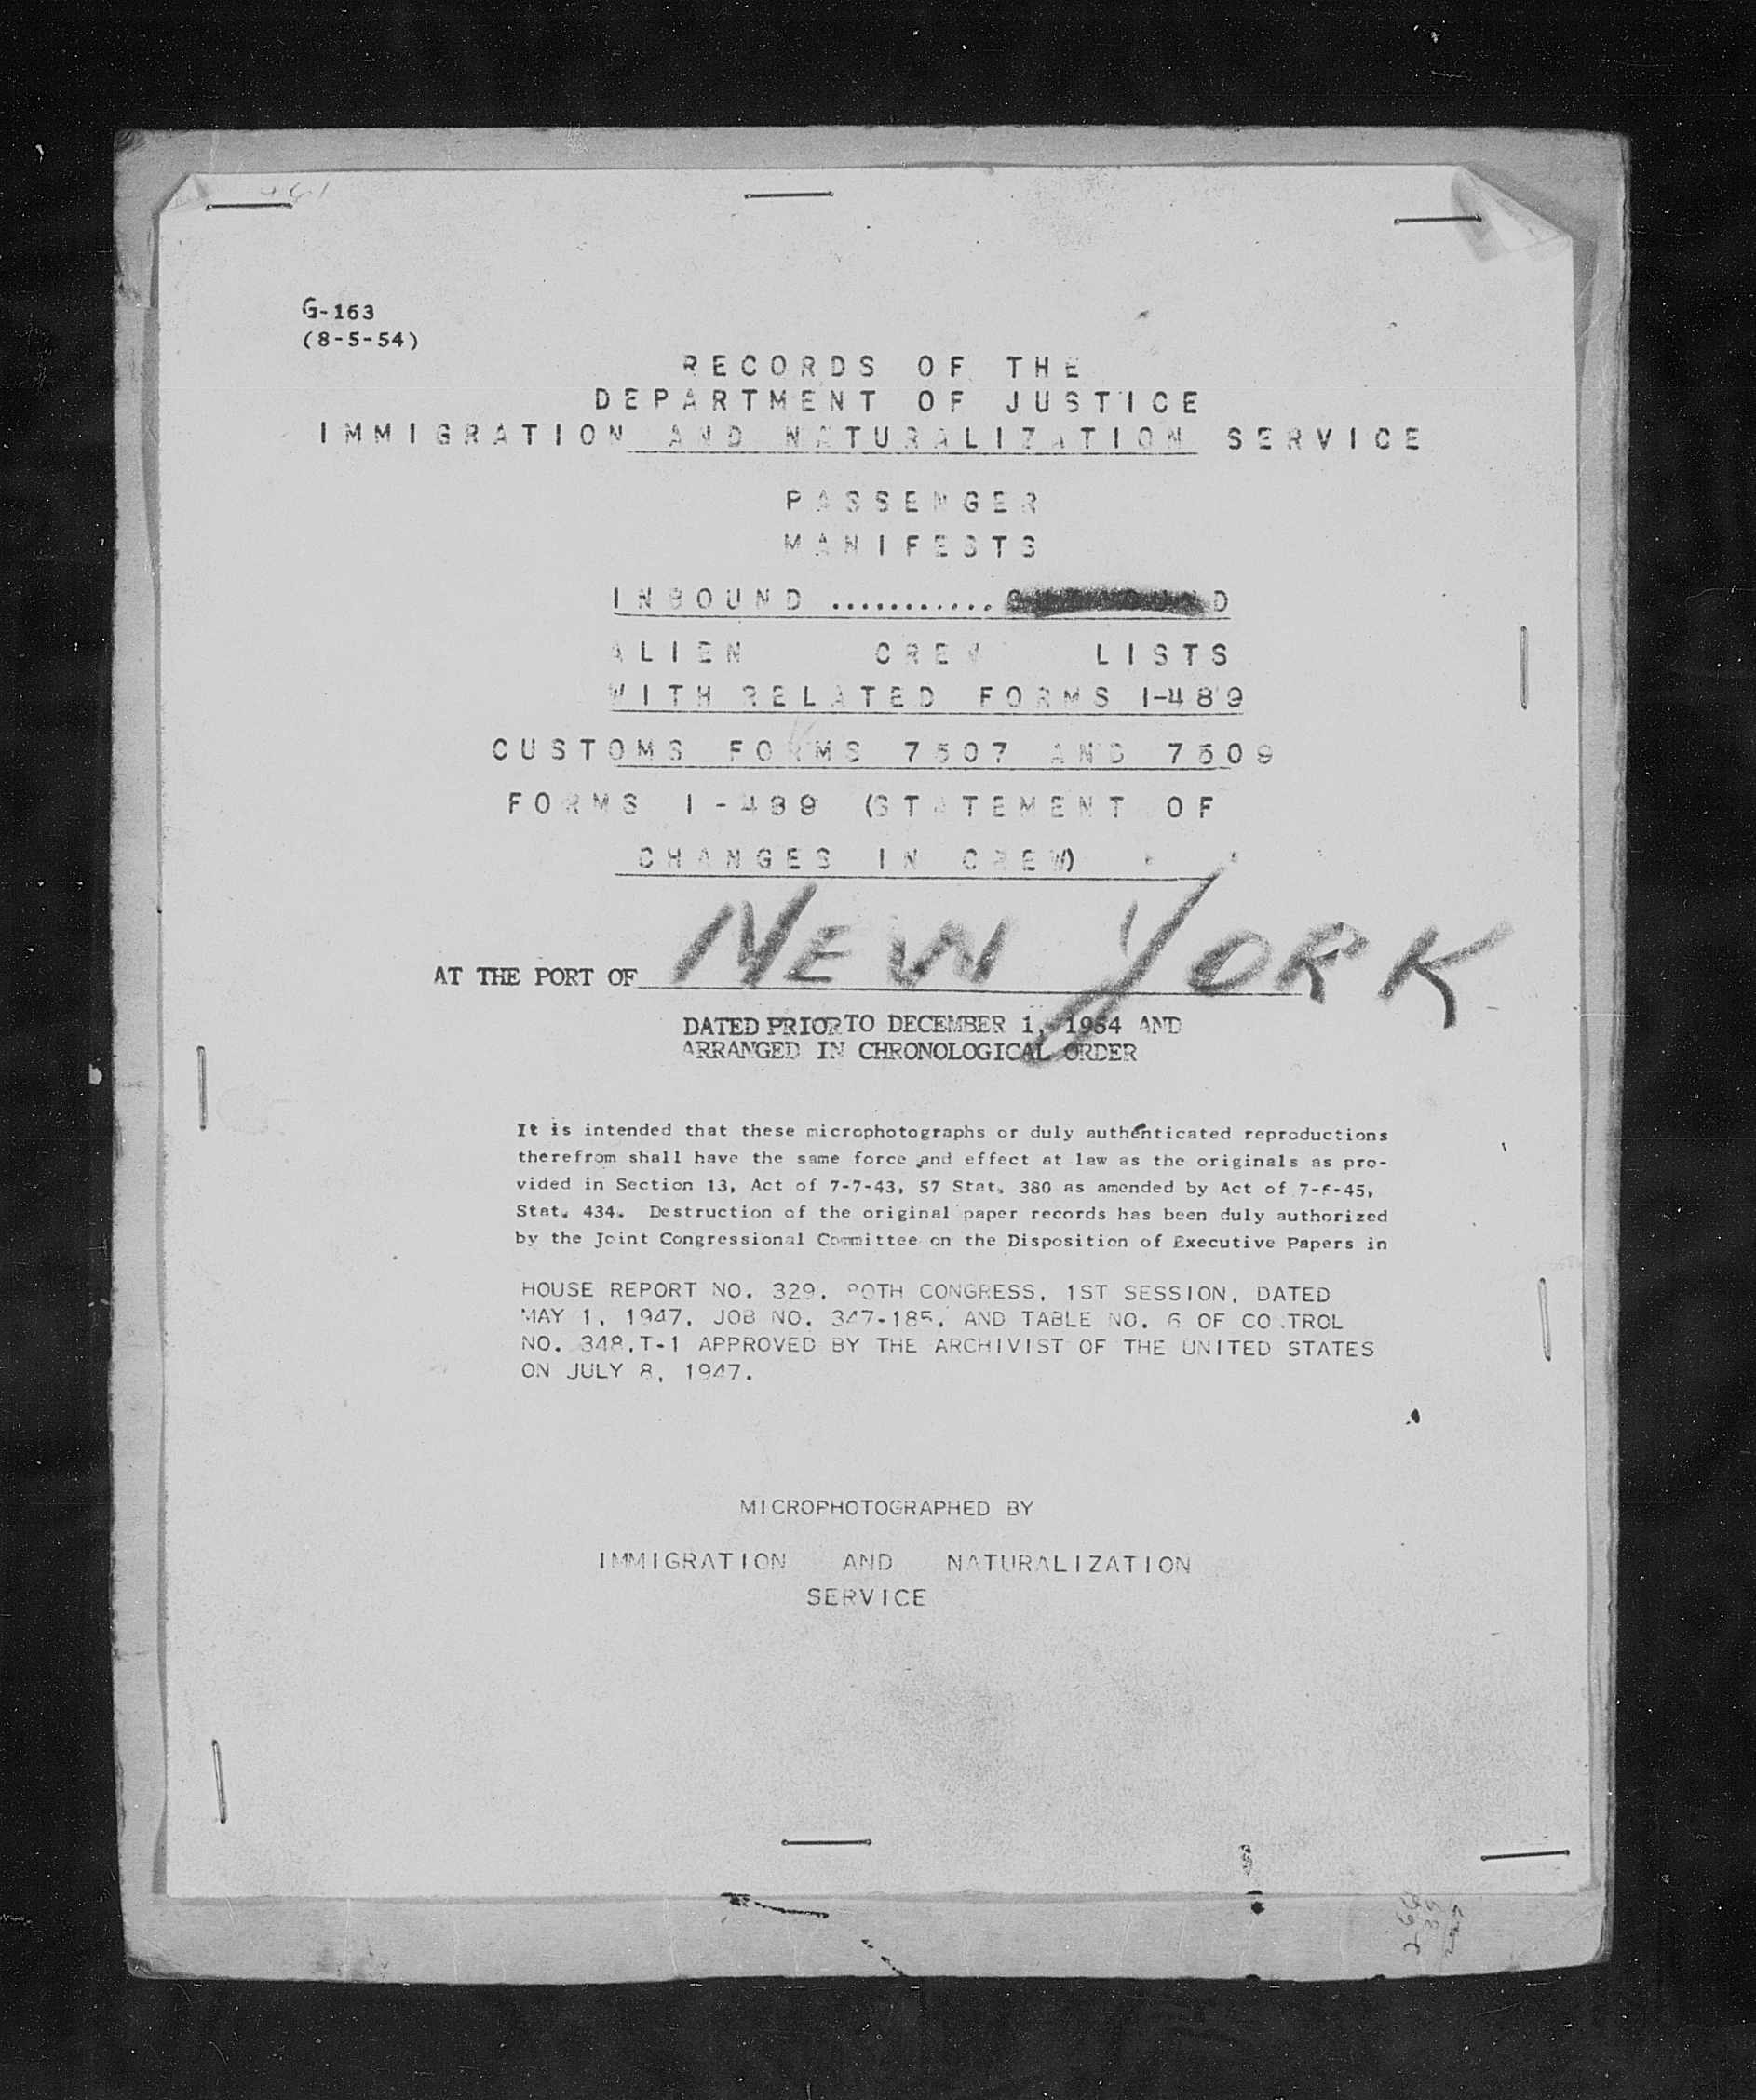 G-163
(8-5-54)
RECORDS OF THE
DEPARTMENT OF JUSTICE
IMMIGRATION AND NATURALIZATION SERVICE
PASSENGER
MANIFESTS
INBOUND ...........
ALIEN CREW LISTS
WITH RELATED FORMS I-489
CUSTOMS FORMS 7507 AND 7509
FORMS I-489 (STATEMENT OF
CHANGES IN CREW)
AT THE PORT OF NEW YORK
DATED PRIOR TO DECEMBER 1, 1954 AND
ARRANGED IN CHRONOLOGICAL ORDER
It is intended that these microphotographs or duly authenticated reproductions
therefrom shall have the same force and effect at law as the originals as pro-
vided in Section 13, Act of 7-7-43, 57 Stat. 380 as amended by Act of 7-6-45,
Stat. 434. Destruction of the original paper records has been duly authorized
by the Joint Congressional Committee on the Disposition of Executive Papers in
HOUSE REPORT NO. 329, 80TH CONGRESS, 1ST SESSION, DATED
MAY 1, 1947, JOB NO. 347-185, AND TABLE NO. 6 OF CONTROL
NO. 348.T-1 APPROVED BY THE ARCHIVIST OF THE UNITED STATES
ON JULY 8, 1947.
MICROPHOTOGRAPHED BY
IMMIGRATION AND NATURALIZATION
SERVICE